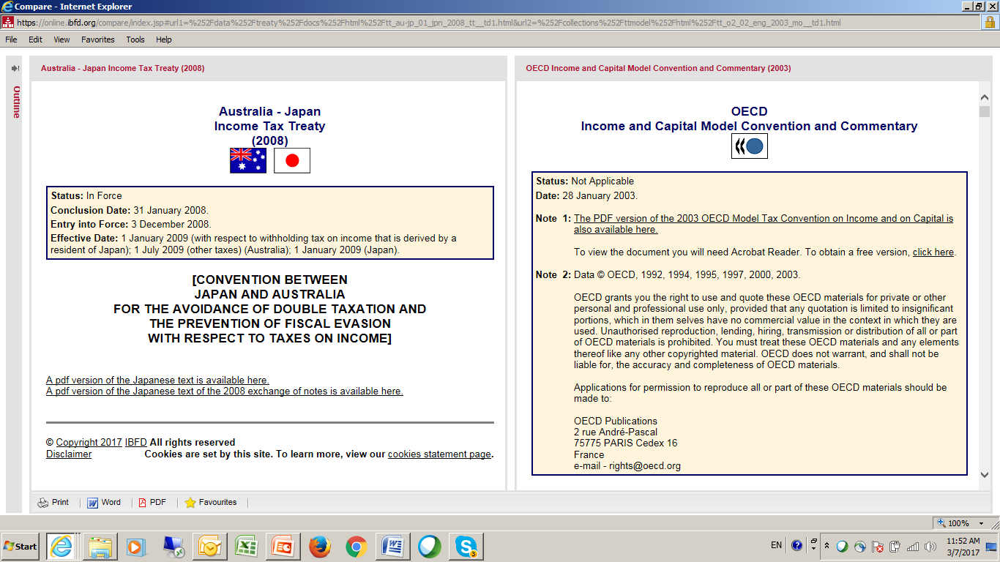 Compare - Internet Explorer
https://online.ibfd.org/compare/index.jsp#url1=%252Fdata%252Ftreaty%252Fdocs%252Fhtml%252Ftt_au-jp_01_jpn_2008_tt__td1.html&url2=%252Fcollections%252Fttmodel%252Fhtml%252Ftt_o2_02_eng_2003_mo__td1.html
File Edit View Favorites Tools Help
Outline
Australia - Japan Income Tax Treaty (2008)
Australia - Japan
Income Tax Treaty
(2008)
Status: In Force
Conclusion Date: 31 January 2008.
Entry into Force: 3 December 2008.
Effective Date: 1 January 2009 (with respect to withholding tax on income that is derived by a
resident of Japan); 1 July 2009 (other taxes) (Australia); 1 January 2009 (Japan).
[CONVENTION BETWEEN
JAPAN AND AUSTRALIA
FOR THE AVOIDANCE OF DOUBLE TAXATION AND
THE PREVENTION OF FISCAL EVASION
WITH RESPECT TO TAXES ON INCOME]
A pdf version of the Japanese text is available here.
A pdf version of the Japanese text of the 2008 exchange of notes is available here.
© Copyright 2017 IBFD All rights reserved
Disclaimer Cookies are set by this site. To learn more, view our cookies statement page.
OECD Income and Capital Model Convention and Commentary (2003)
OECD
Income and Capital Model Convention and Commentary
Status: Not Applicable
Date: 28 January 2003.
Note 1: The PDF version of the 2003 OECD Model Tax Convention on Income and on Capital is
also available here.
To view the document you will need Acrobat Reader. To obtain a free version, click here.
Note 2: Data © OECD, 1992, 1994, 1995, 1997, 2000, 2003.
OECD grants you the right to use and quote these OECD materials for private or other
personal and professional use only, provided that any quotation is limited to insignificant
portions, which in them selves have no commercial value in the context in which they are
used. Unauthorised reproduction, lending, hiring, transmission or distribution of all or part
of OECD materials is prohibited. You must treat these OECD materials and any elements
thereof like any other copyrighted material. OECD does not warrant, and shall not be
liable for, the accuracy and completeness of OECD materials.
Applications for permission to reproduce all or part of these OECD materials should be
made to:
OECD Publications
2 rue André-Pascal
75775 PARIS Cedex 16
France
e-mail - rights@oecd.org
Print Word PDF Favourites
100%
Start
3
EN
11:52 AM
3/7/2017